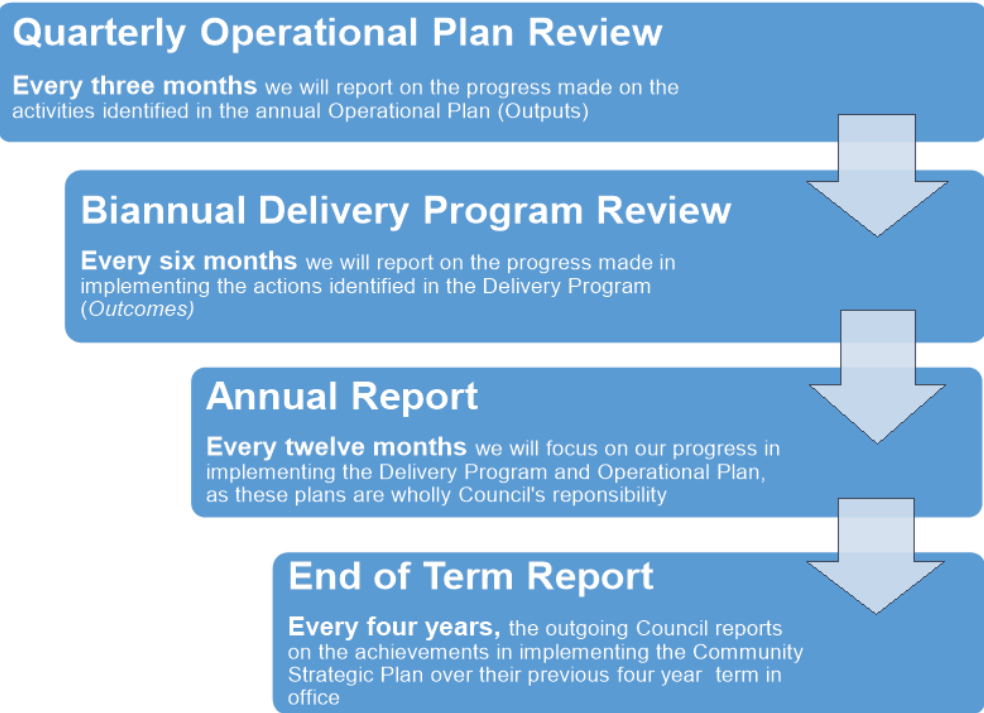 Quarterly Operational Plan Review
Every three months we will report on the progress made on the
activities identified in the annual Operational Plan (Outputs)
Biannual Delivery Program Review
Every six months we will report on the progress made in
implementing the actions identified in the Delivery Program
(Outcomes)
Annual Report
Every twelve months we will focus on our progress in
implementing the Delivery Program and Operational Plan,
as these plans are wholly Council's reponsibility
End of Term Report
Every four years, the outgoing Council reports
on the achievements in implementing the Community
Strategic Plan over their previous four year term in
office